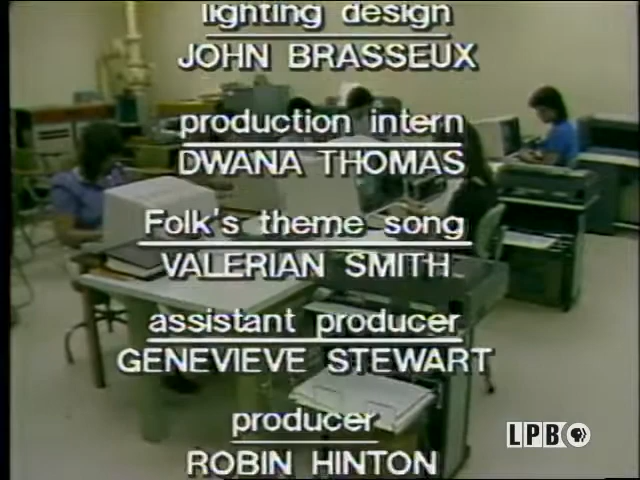 lighting design
JOHN BRASSEUX
production intern
DWANA THOMAS
Folk's theme song
VALERIAN SMITH
assistant producer
GENEVIEVE STEWART
producer
ROBIN HINTON
LPB